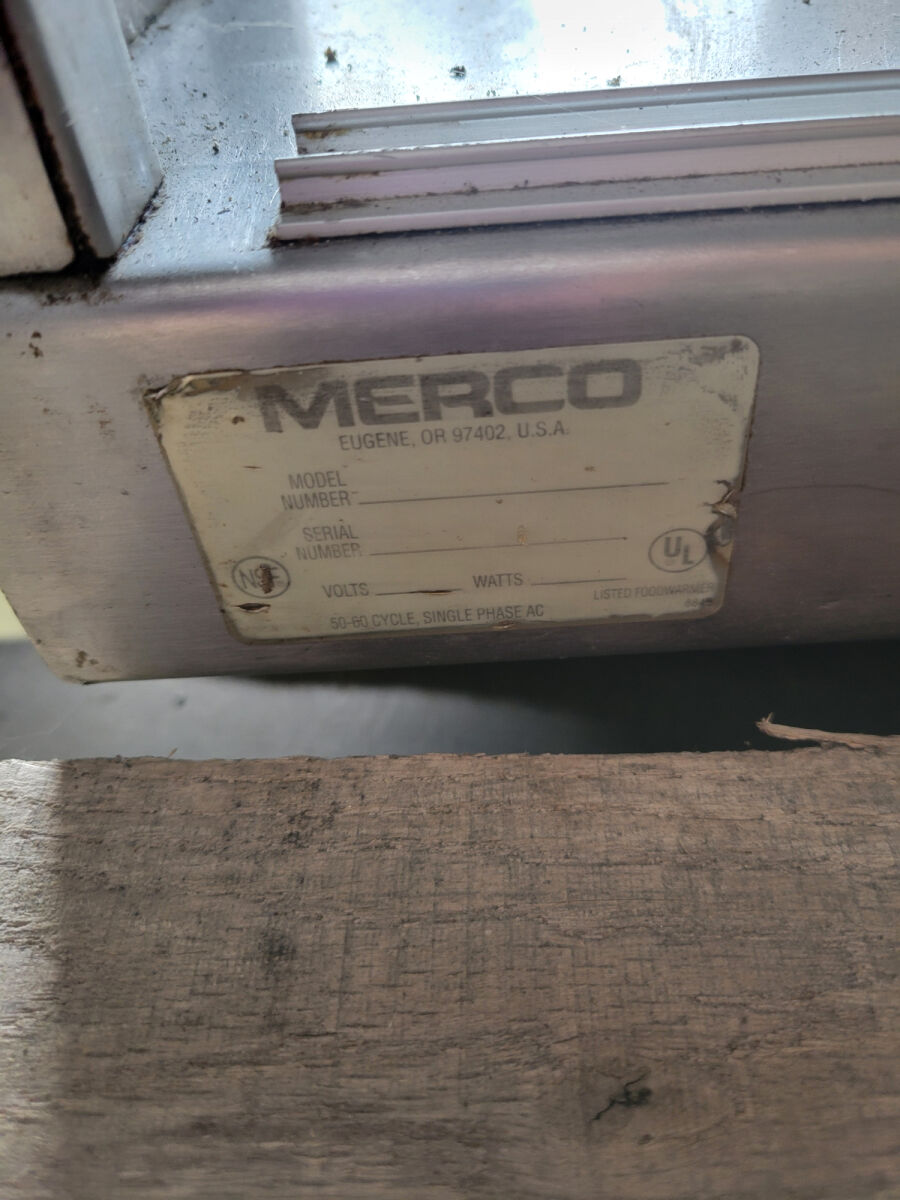 MERCO
EUGENE, OR 97402, U.S.A.
MODEL
NUMBER
SERIAL
NUMBER
NSF
UL
VOLTS WATTS
LISTED FOODWARMER
50-60 CYCLE, SINGLE PHASE AC